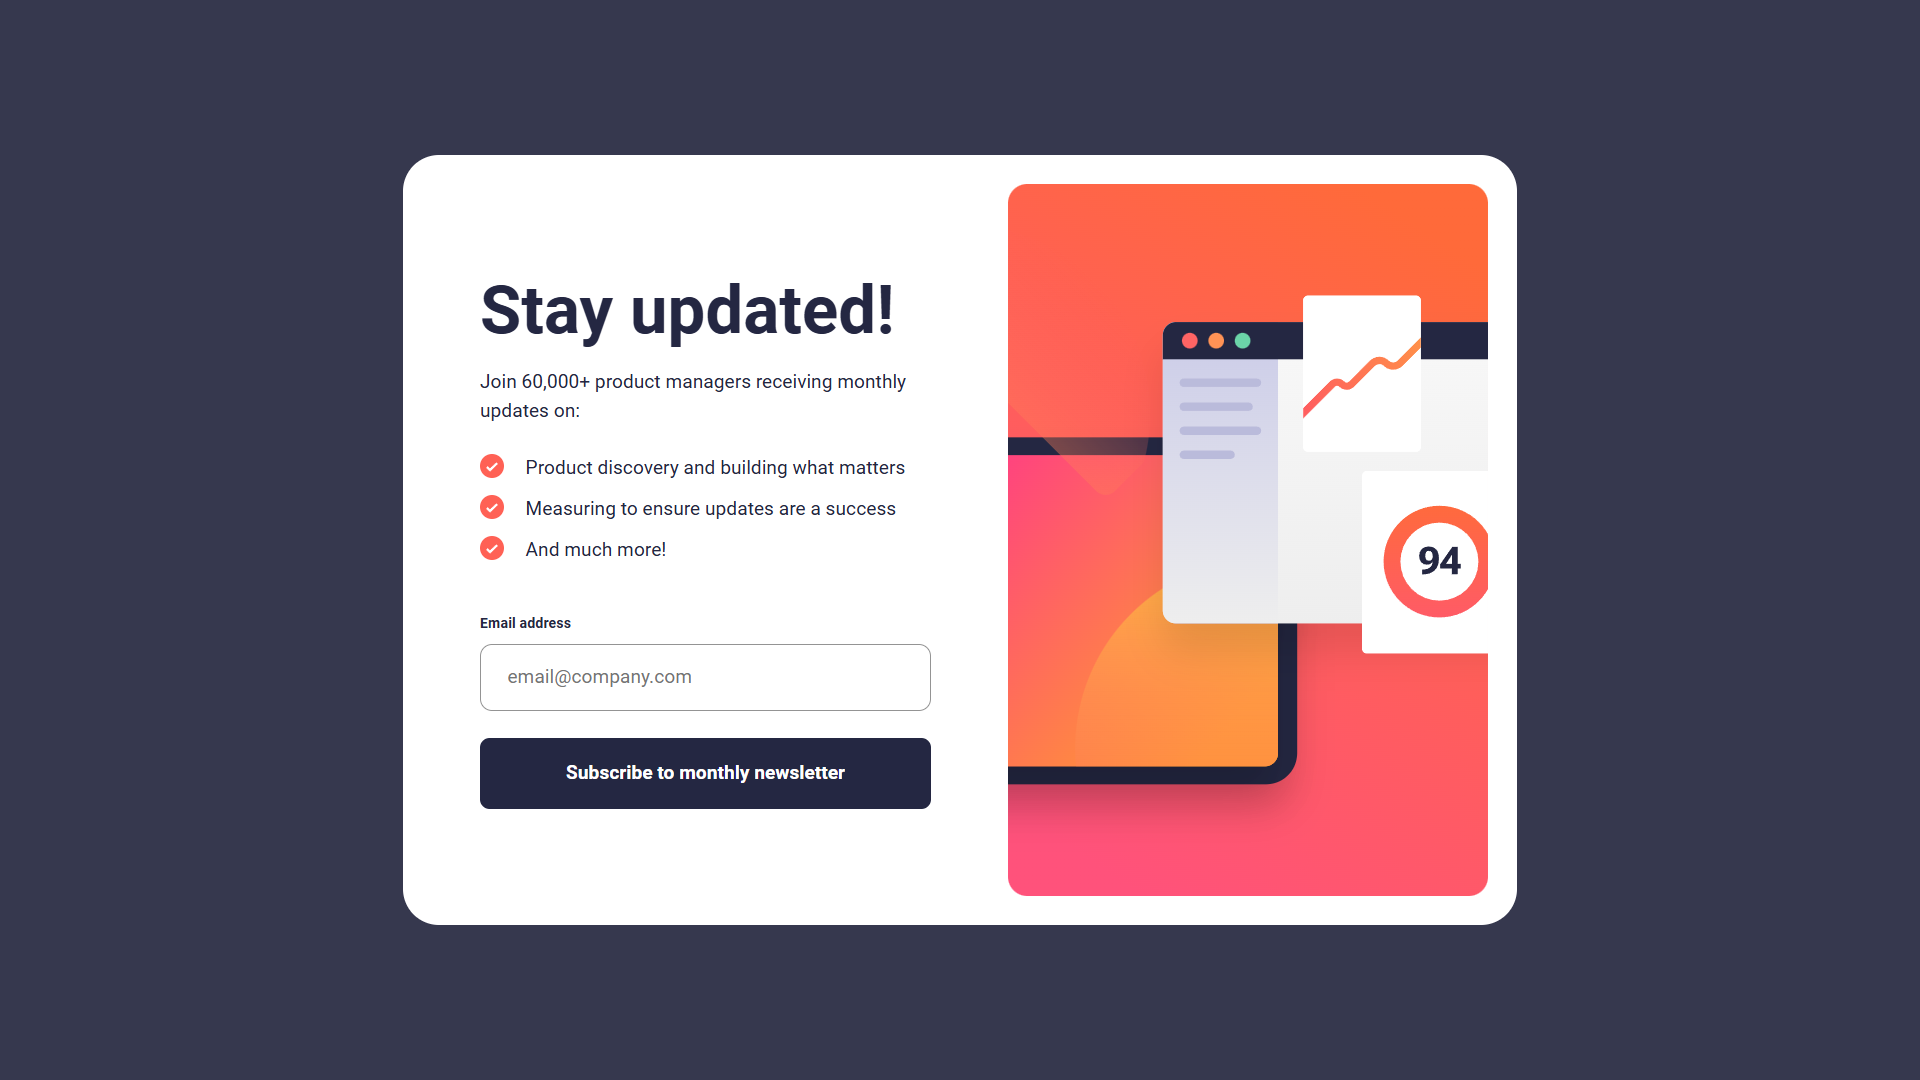 Stay updated!
Join 60,000+ product managers receiving monthly
updates on:
Product discovery and building what matters
Measuring to ensure updates are a success
And much more!
Email address
email@company.com
Subscribe to monthly newsletter
94